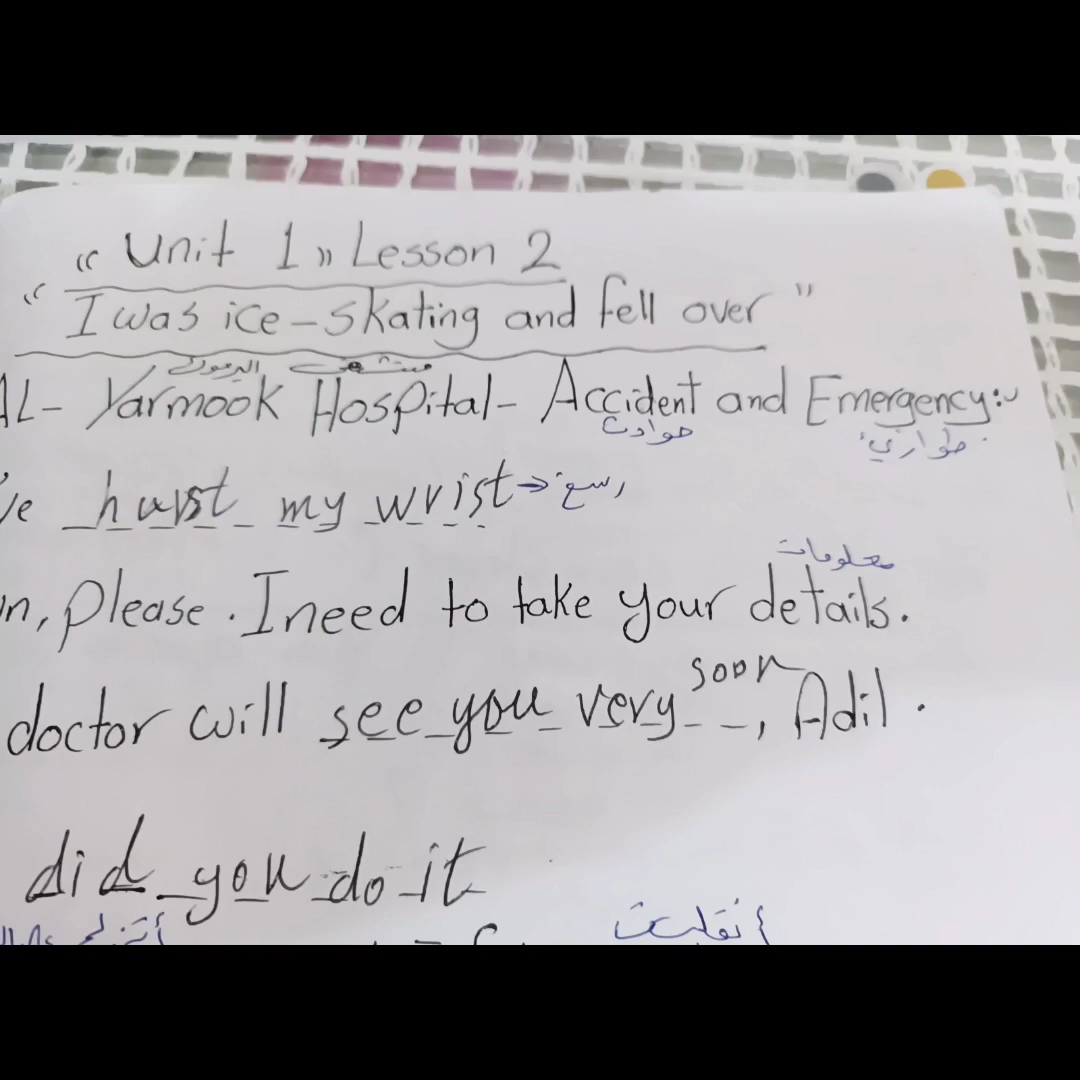 « Unit 1 » Lesson 2
" I was ice-skating and fell over "
مستشفى اليرموك
AL- Yarmook Hospital- Accident and Emergency:
حوادث طوارئ
've hurst my wrist → رسغ
معلومات
n, please. I need to take your details.
soon
doctor will see you very _ _, Adil.
did you do it
أنقلبت